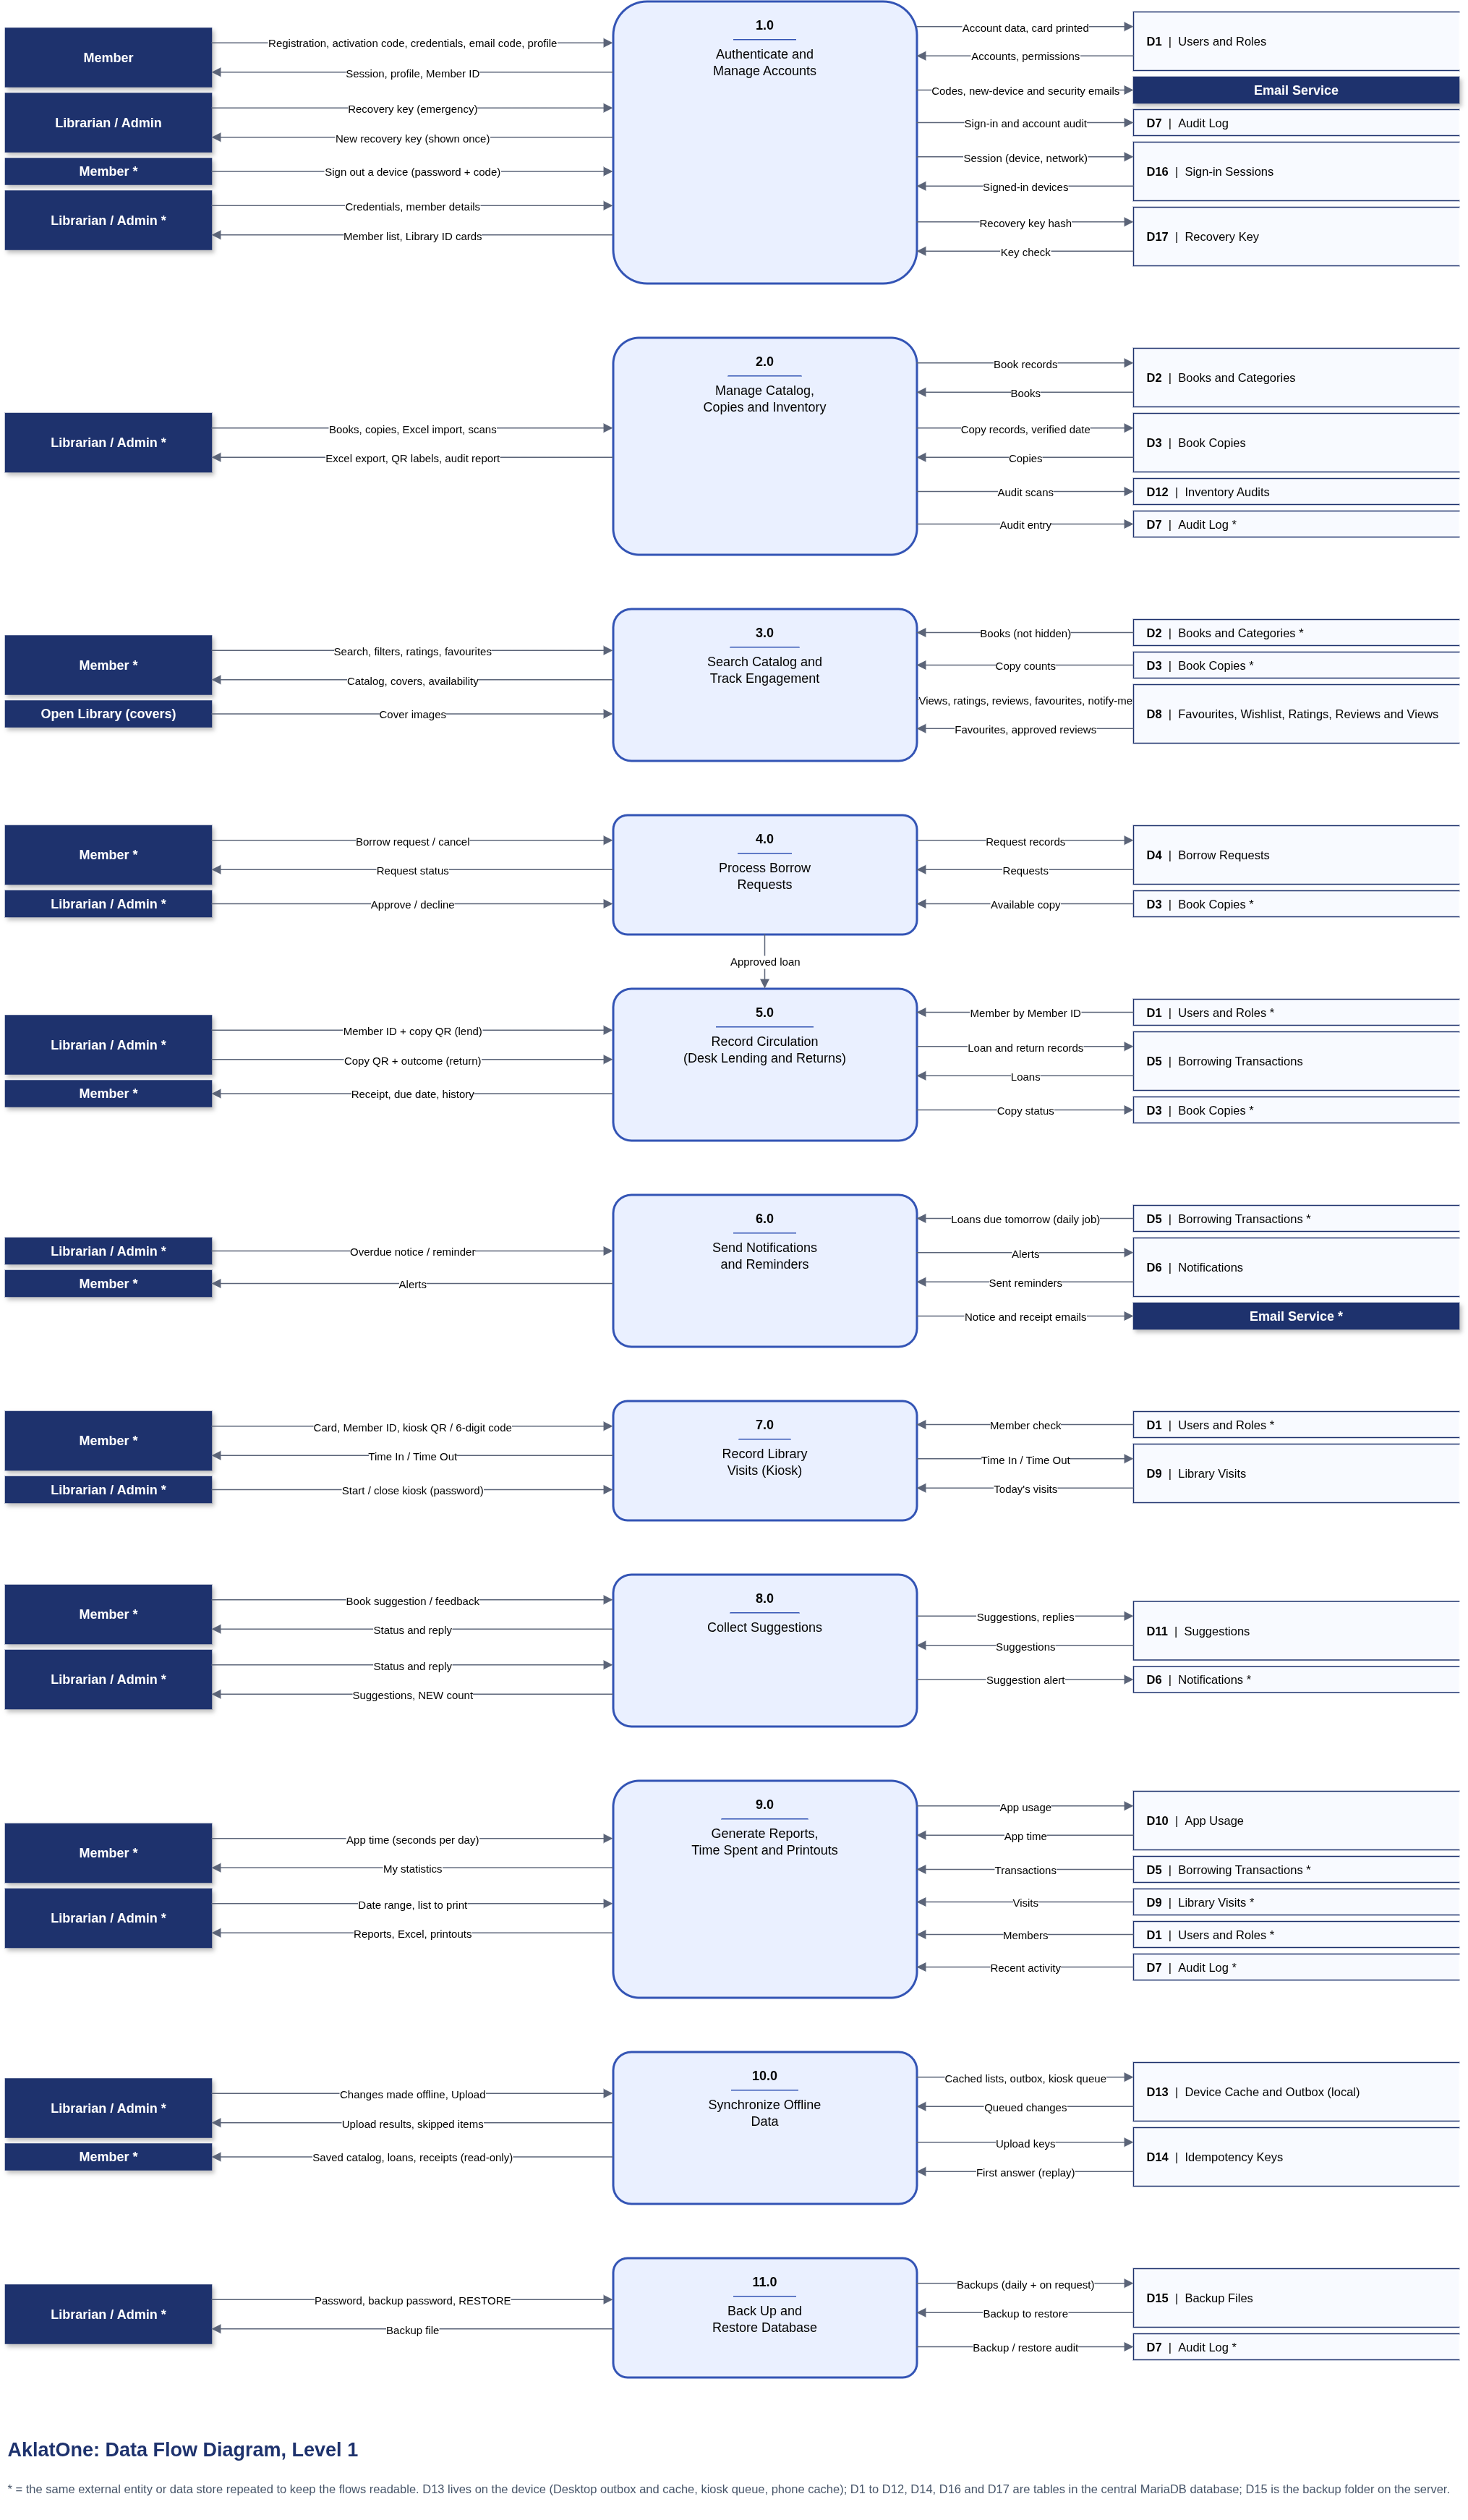 Member
Registration, activation code, credentials, email code, profile
Session, profile, Member ID
Librarian / Admin
Recovery key (emergency)
New recovery key (shown once)
Member *
Sign out a device (password + code)
Librarian / Admin *
Credentials, member details
Member list, Library ID cards
1.0
Authenticate and
Manage Accounts
Account data, card printed
Accounts, permissions
D1 | Users and Roles
Codes, new-device and security emails
Email Service
Sign-in and account audit
D7 | Audit Log
Session (device, network)
Signed-in devices
D16 | Sign-in Sessions
Recovery key hash
Key check
D17 | Recovery Key
Librarian / Admin *
Books, copies, Excel import, scans
Excel export, QR labels, audit report
2.0
Manage Catalog,
Copies and Inventory
Book records
Books
D2 | Books and Categories
Copy records, verified date
Copies
D3 | Book Copies
Audit scans
D12 | Inventory Audits
Audit entry
D7 | Audit Log *
Member *
Search, filters, ratings, favourites
Catalog, covers, availability
Open Library (covers)
Cover images
3.0
Search Catalog and
Track Engagement
Books (not hidden)
D2 | Books and Categories *
Copy counts
D3 | Book Copies *
Views, ratings, reviews, favourites, notify-me
Favourites, approved reviews
D8 | Favourites, Wishlist, Ratings, Reviews and Views
Member *
Borrow request / cancel
Request status
Librarian / Admin *
Approve / decline
4.0
Process Borrow
Requests
Request records
Requests
D4 | Borrow Requests
Available copy
D3 | Book Copies *
Approved loan
Librarian / Admin *
Member ID + copy QR (lend)
Copy QR + outcome (return)
Member *
Receipt, due date, history
5.0
Record Circulation
(Desk Lending and Returns)
Member by Member ID
D1 | Users and Roles *
Loan and return records
Loans
D5 | Borrowing Transactions
Copy status
D3 | Book Copies *
Librarian / Admin *
Overdue notice / reminder
Member *
Alerts
6.0
Send Notifications
and Reminders
Loans due tomorrow (daily job)
D5 | Borrowing Transactions *
Alerts
Sent reminders
D6 | Notifications
Notice and receipt emails
Email Service *
Member *
Card, Member ID, kiosk QR / 6-digit code
Time In / Time Out
Librarian / Admin *
Start / close kiosk (password)
7.0
Record Library
Visits (Kiosk)
Member check
D1 | Users and Roles *
Time In / Time Out
Today's visits
D9 | Library Visits
Member *
Book suggestion / feedback
Status and reply
Librarian / Admin *
Status and reply
Suggestions, NEW count
8.0
Collect Suggestions
Suggestions, replies
Suggestions
D11 | Suggestions
Suggestion alert
D6 | Notifications *
Member *
App time (seconds per day)
My statistics
Librarian / Admin *
Date range, list to print
Reports, Excel, printouts
9.0
Generate Reports,
Time Spent and Printouts
App usage
App time
D10 | App Usage
Transactions
D5 | Borrowing Transactions *
Visits
D9 | Library Visits *
Members
D1 | Users and Roles *
Recent activity
D7 | Audit Log *
Librarian / Admin *
Changes made offline, Upload
Upload results, skipped items
Member *
Saved catalog, loans, receipts (read-only)
10.0
Synchronize Offline
Data
Cached lists, outbox, kiosk queue
Queued changes
D13 | Device Cache and Outbox (local)
Upload keys
First answer (replay)
D14 | Idempotency Keys
Librarian / Admin *
Password, backup password, RESTORE
Backup file
11.0
Back Up and
Restore Database
Backups (daily + on request)
Backup to restore
D15 | Backup Files
Backup / restore audit
D7 | Audit Log *
AklatOne: Data Flow Diagram, Level 1
* = the same external entity or data store repeated to keep the flows readable. D13 lives on the device (Desktop outbox and cache, kiosk queue, phone cache); D1 to D12, D14, D16 and D17 are tables in the central MariaDB database; D15 is the backup folder on the server.